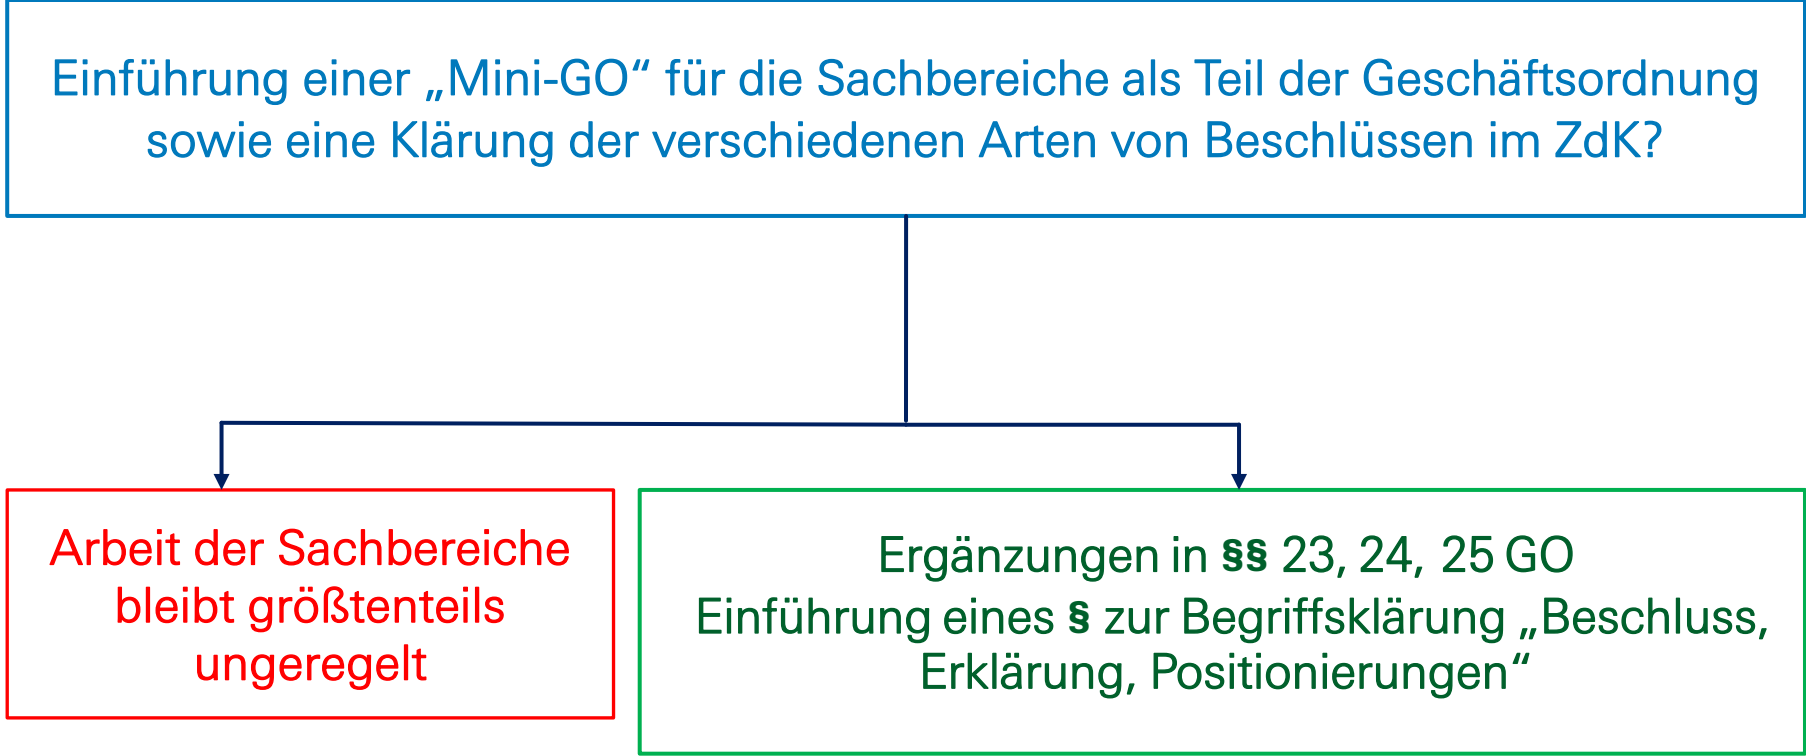 Einführung einer „Mini-GO“ für die Sachbereiche als Teil der Geschäftsordnung
sowie eine Klärung der verschiedenen Arten von Beschlüssen im ZdK?
Arbeit der Sachbereiche
bleibt größtenteils
ungeregelt
Ergänzungen in §§ 23, 24, 25 GO
Einführung eines § zur Begriffsklärung „Beschluss,
Erklärung, Positionierungen“